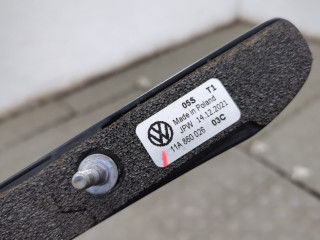 05S T1
Made in Poland
JPW 14.12.2021
11A 860 026 03C